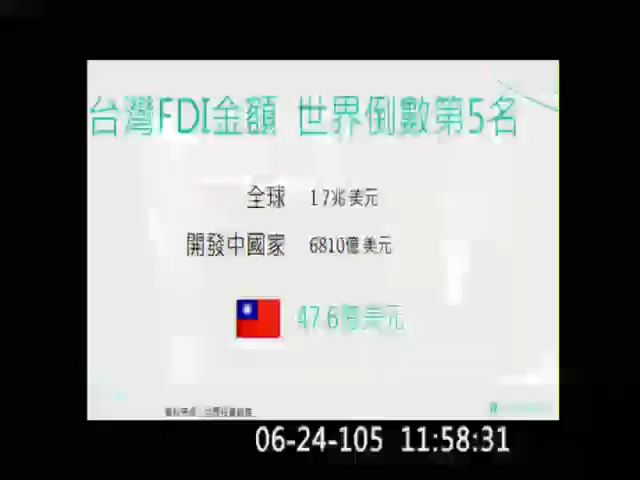 台灣FDI金額 世界倒數第5名
全球 1.7兆美元
開發中國家 6810億美元
47.6億美元
06-24-105 11:58:31